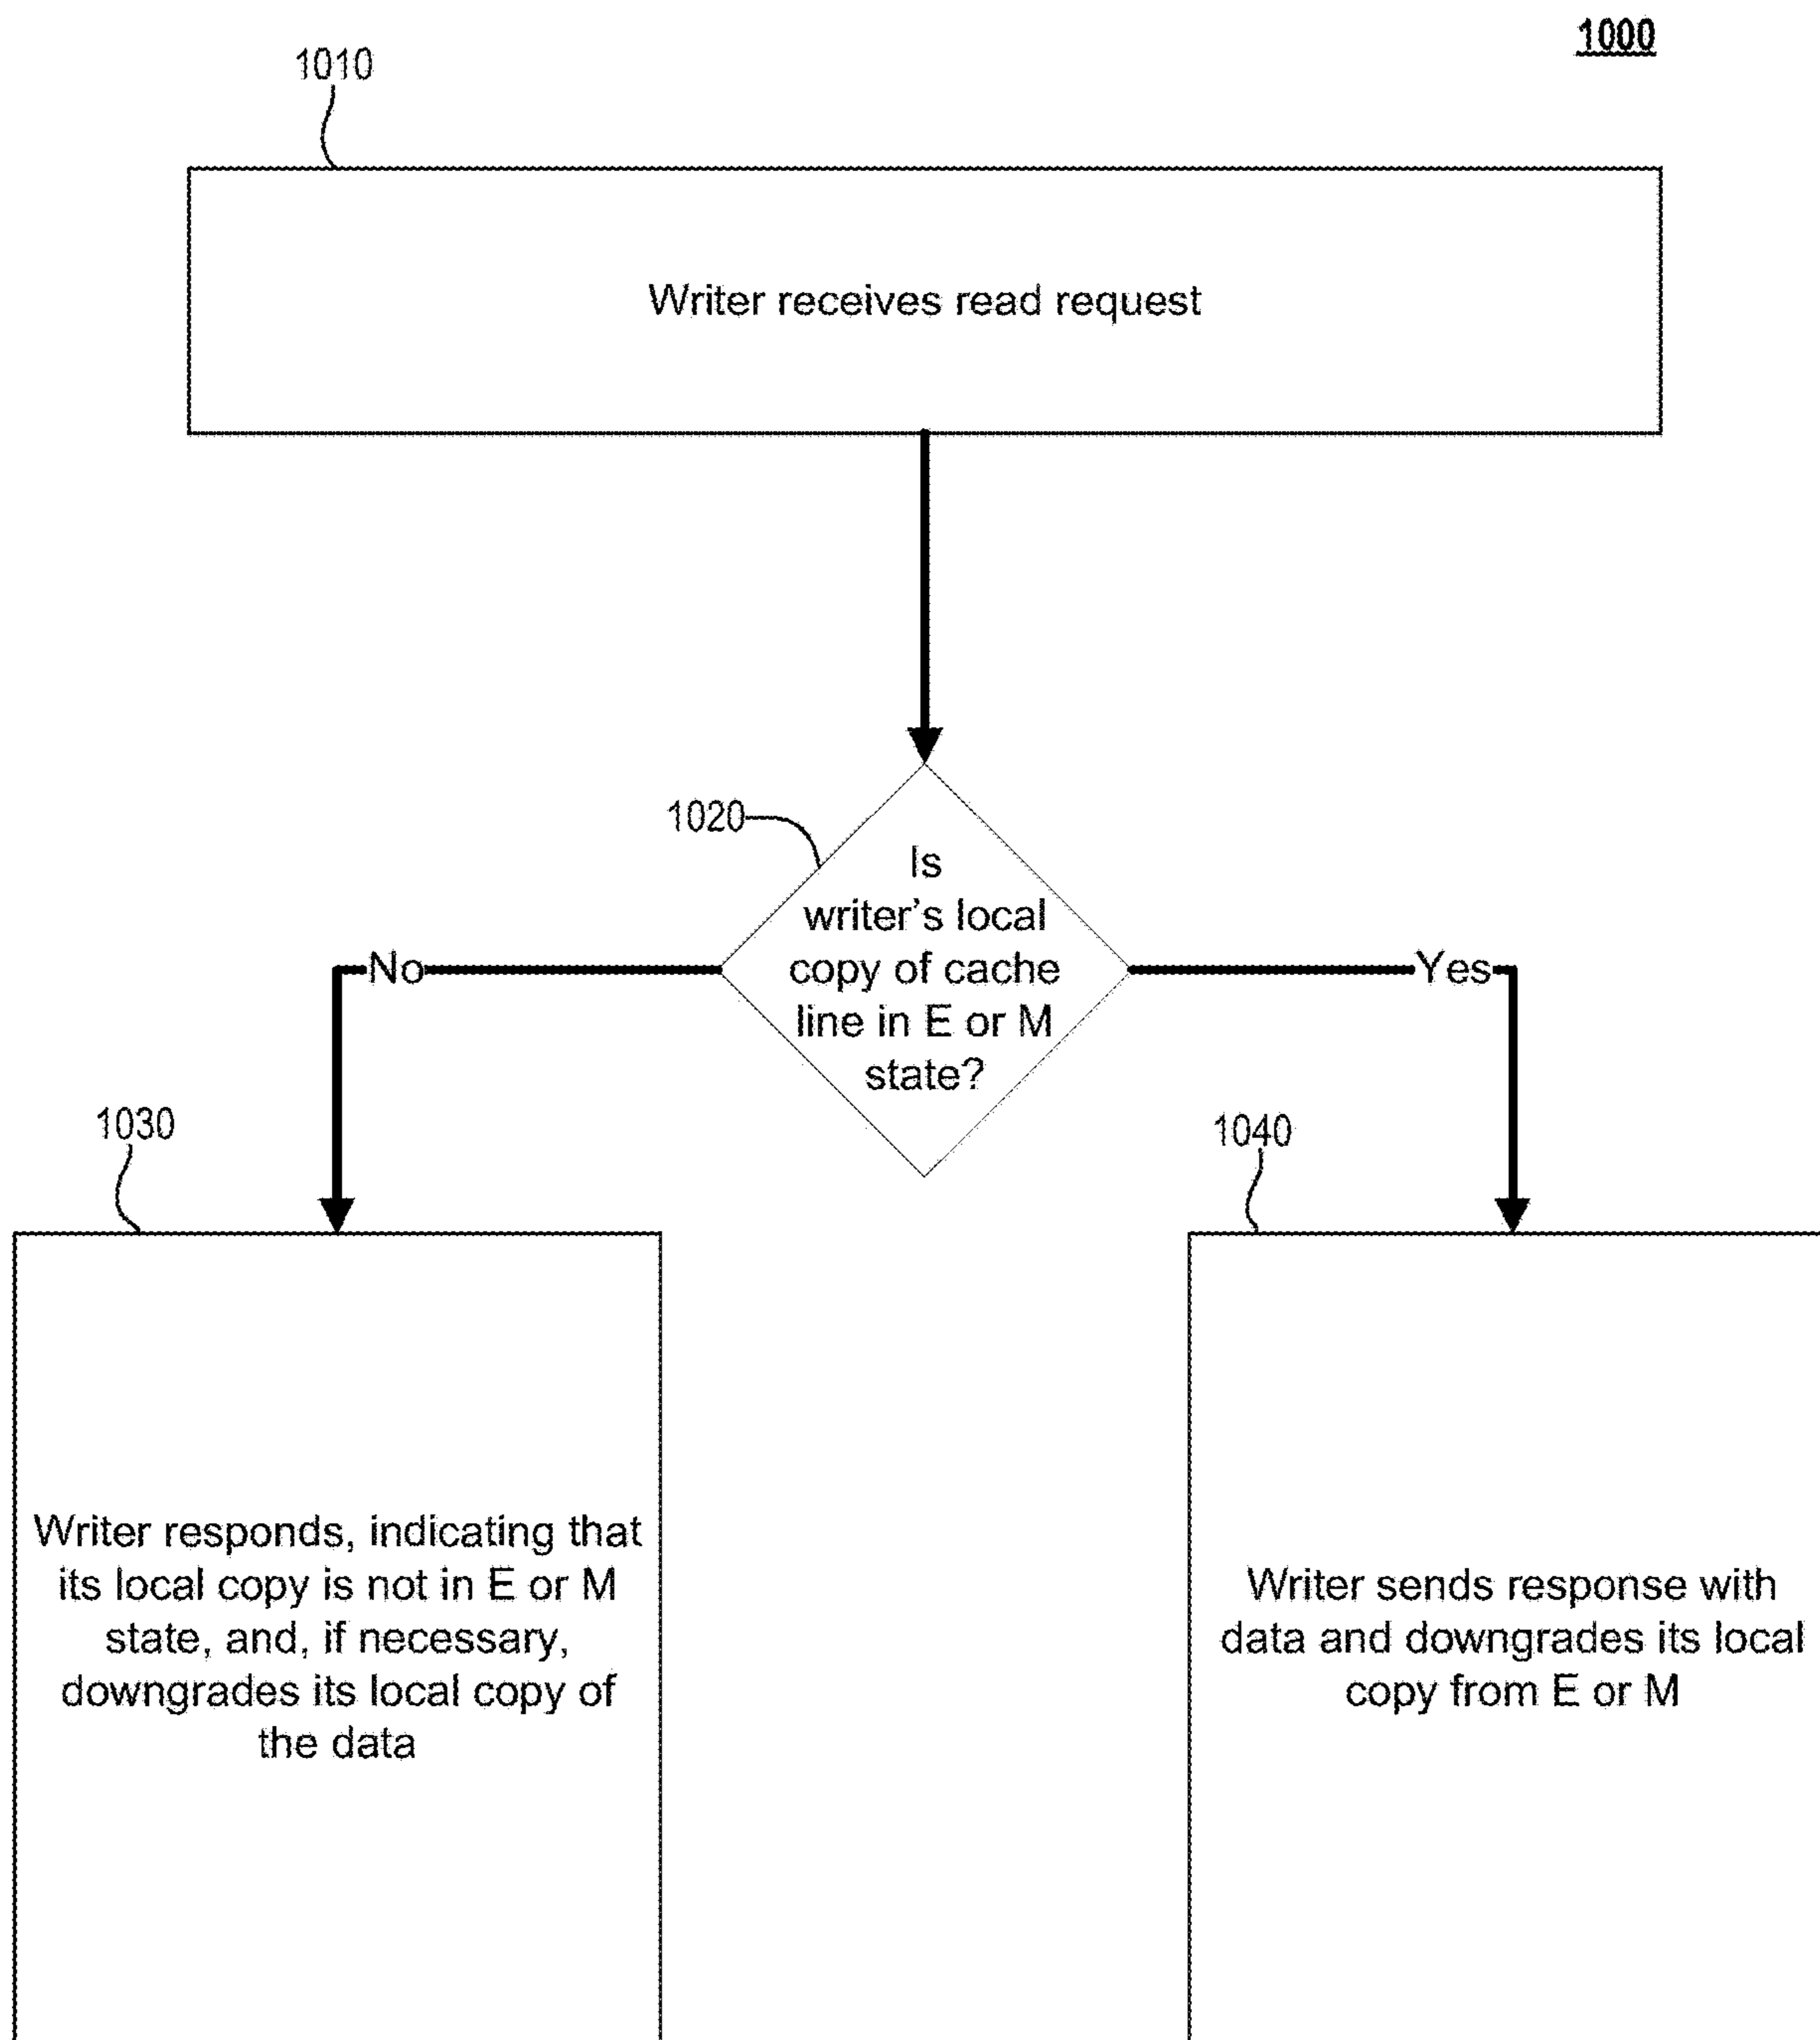 1000
1010
Writer receives read request
1020
Is
writer's local
copy of cache
line in E or M
state?
No
Yes
1030
1040
Writer responds, indicating that
its local copy is not in E or M
state, and, if necessary,
downgrades its local copy of
the data
Writer sends response with
data and downgrades its local
copy from E or M